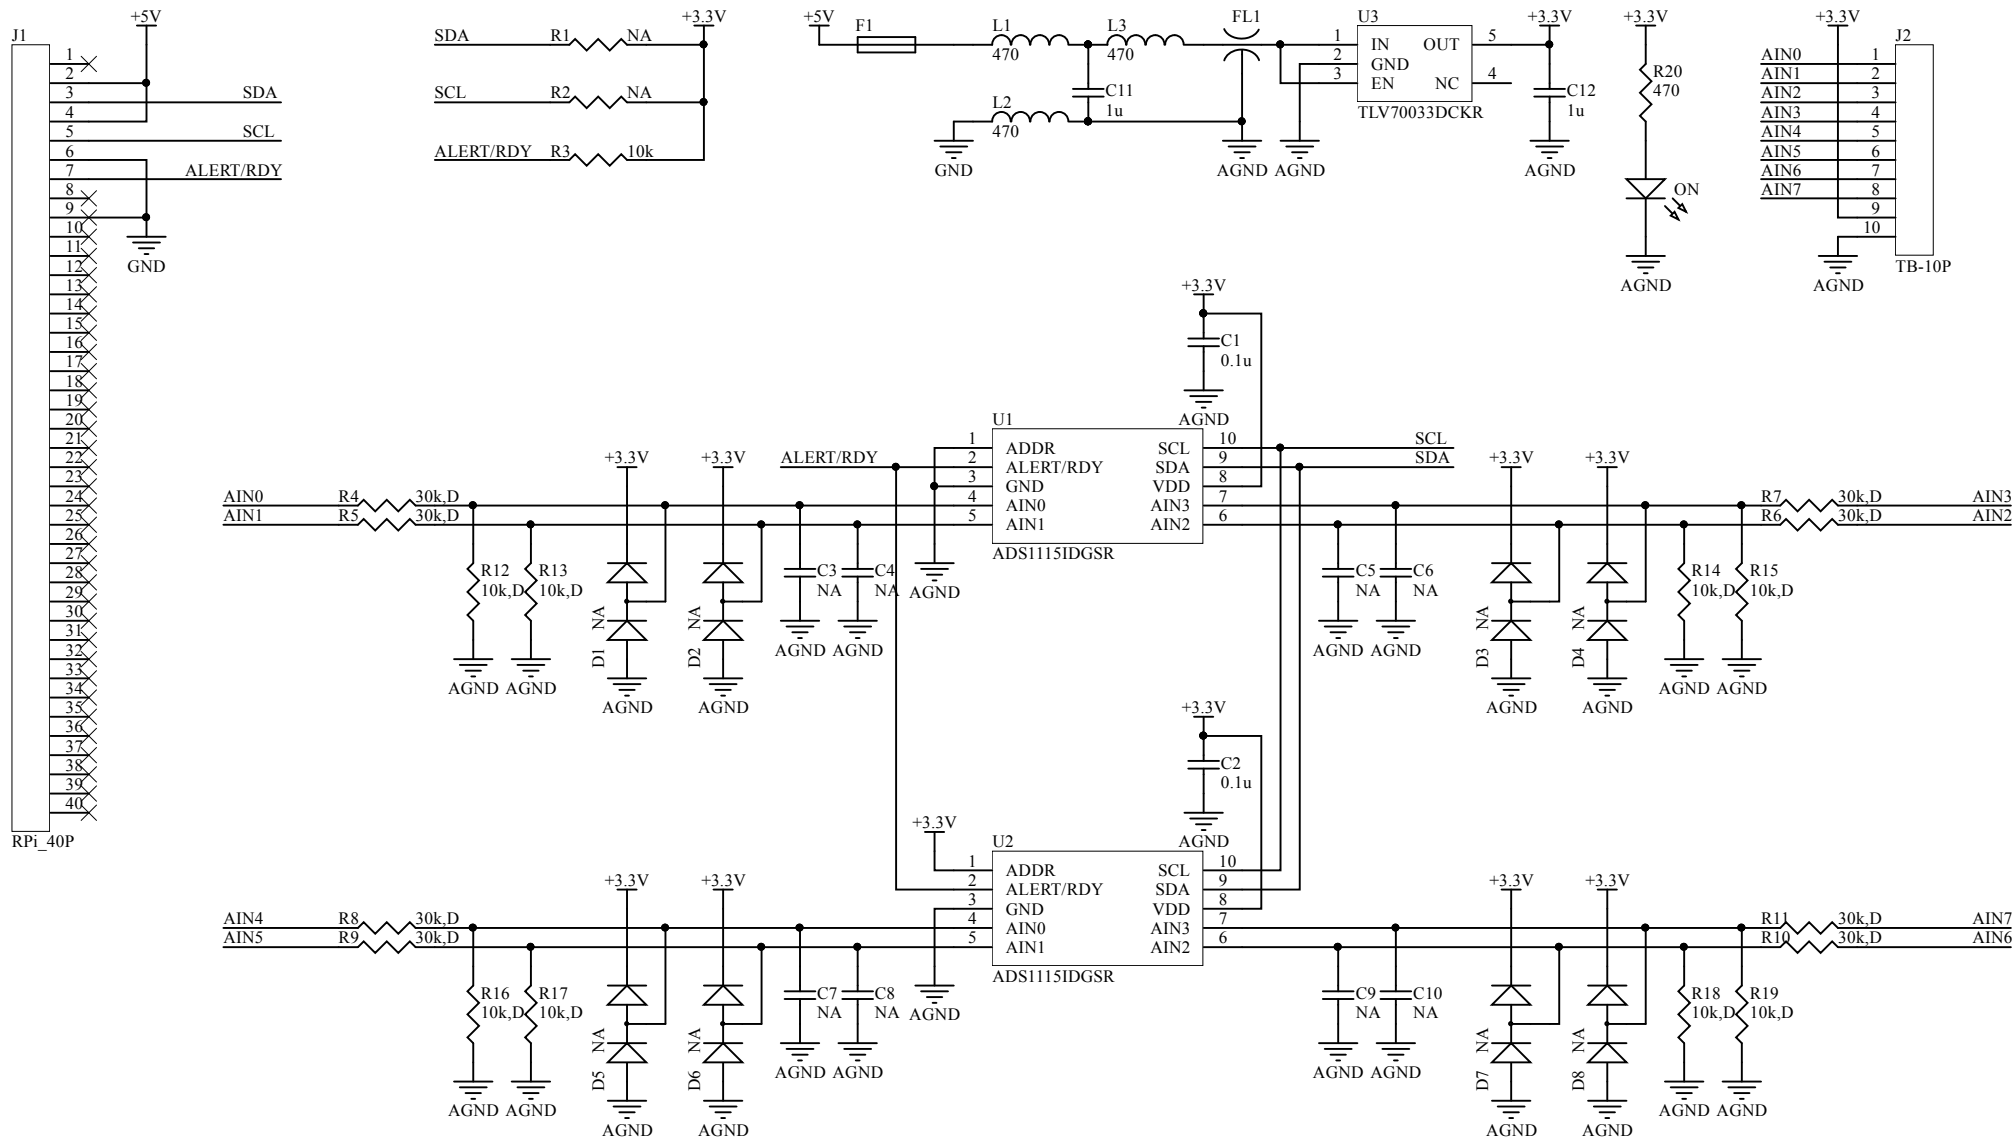 J1
1
2
3
4
5
6
7
8
9
10
11
12
13
14
15
16
17
18
19
20
21
22
23
24
25
26
27
28
29
30
31
32
33
34
35
36
37
38
39
40
RPi_40P
+5V
SDA
SCL
ALERT/RDY
GND
+3.3V
SDA R1 NA
SCL R2 NA
ALERT/RDY R3 10k
+5V
F1
L1
470
L3
470
C11
1u
L2
470
GND
FL1
AGND
AGND
U3
1 IN OUT 5
2 GND
3 EN NC 4
TLV70033DCKR
+3.3V
C12
1u
AGND
+3.3V
R20
470
ON
AGND
+3.3V
J2
AIN0 1
AIN1 2
AIN2 3
AIN3 4
AIN4 5
AIN5 6
AIN6 7
AIN7 8
9
10
AGND
TB-10P
+3.3V
C1
0.1u
AGND
U1
1 ADDR SCL 10 SCL
ALERT/RDY 2 ALERT/RDY SDA 9 SDA
3 GND VDD 8
4 AIN0 AIN3 7
5 AIN1 AIN2 6
ADS1115IDGSR
AGND
AIN0 R4 30k,D
AIN1 R5 30k,D
R12
10k,D
AGND
R13
10k,D
AGND
+3.3V
D1 NA
AGND
+3.3V
D2 NA
AGND
C3
NA
AGND
C4
NA
AGND
C5
NA
AGND
C6
NA
AGND
+3.3V
D3 NA
AGND
+3.3V
D4 NA
AGND
R14
10k,D
AGND
R15
10k,D
AGND
R7 30k,D AIN3
R6 30k,D AIN2
+3.3V
C2
0.1u
AGND
+3.3V
U2
1 ADDR SCL 10
2 ALERT/RDY SDA 9
3 GND VDD 8
4 AIN0 AIN3 7
5 AIN1 AIN2 6
ADS1115IDGSR
AGND
AIN4 R8 30k,D
AIN5 R9 30k,D
R16
10k,D
AGND
R17
10k,D
AGND
+3.3V
D5 NA
AGND
+3.3V
D6 NA
AGND
C7
NA
AGND
C8
NA
AGND
C9
NA
AGND
C10
NA
AGND
+3.3V
D7 NA
AGND
+3.3V
D8 NA
AGND
R18
10k,D
AGND
R19
10k,D
AGND
R11 30k,D AIN7
R10 30k,D AIN6